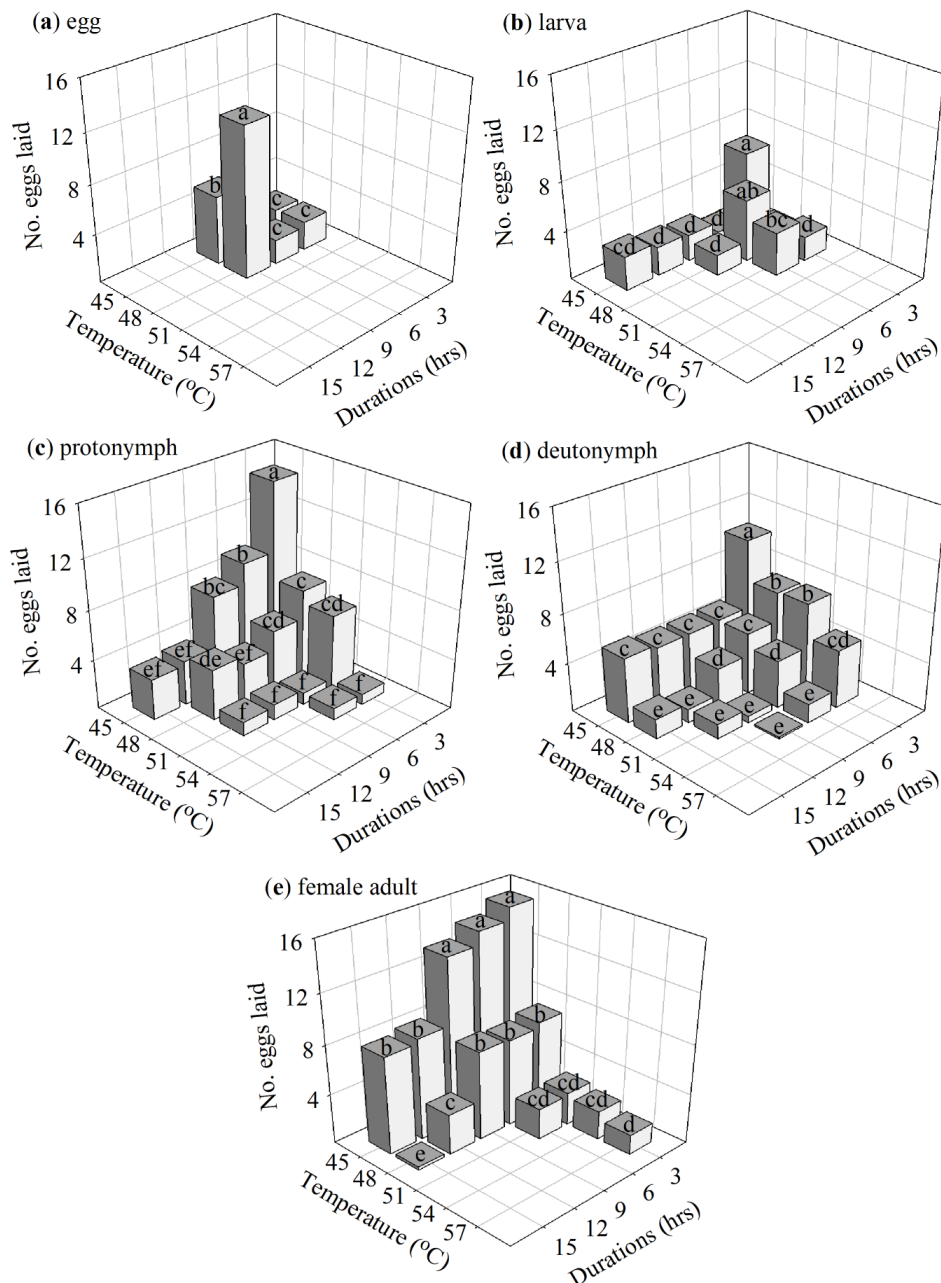 (a) egg
16
12
8
4
No. eggs laid
a
b
c
c
c
45
48
51
54
57
Temperature (°C)
15
12
9
6
3
Durations (hrs)
(b) larva
16
12
8
4
No. eggs laid
a
ab
bc
d
d
d
d
cd
d
45
48
51
54
57
Temperature (°C)
15
12
9
6
3
Durations (hrs)
(c) protonymph
16
12
8
4
No. eggs laid
a
b
bc
c
cd
cd
ef
ef
de
ef
f
f
f
f
f
45
48
51
54
57
Temperature (°C)
15
12
9
6
3
Durations (hrs)
(d) deutonymph
16
12
8
4
No. eggs laid
a
b
b
c
c
c
c
c
cd
d
d
e
e
e
e
e
e
45
48
51
54
57
Temperature (°C)
15
12
9
6
3
Durations (hrs)
(e) female adult
16
12
8
4
No. eggs laid
a
a
a
b
b
b
b
b
c
cd
cd
cd
d
e
45
48
51
54
57
Temperature (°C)
15
12
9
6
3
Durations (hrs)